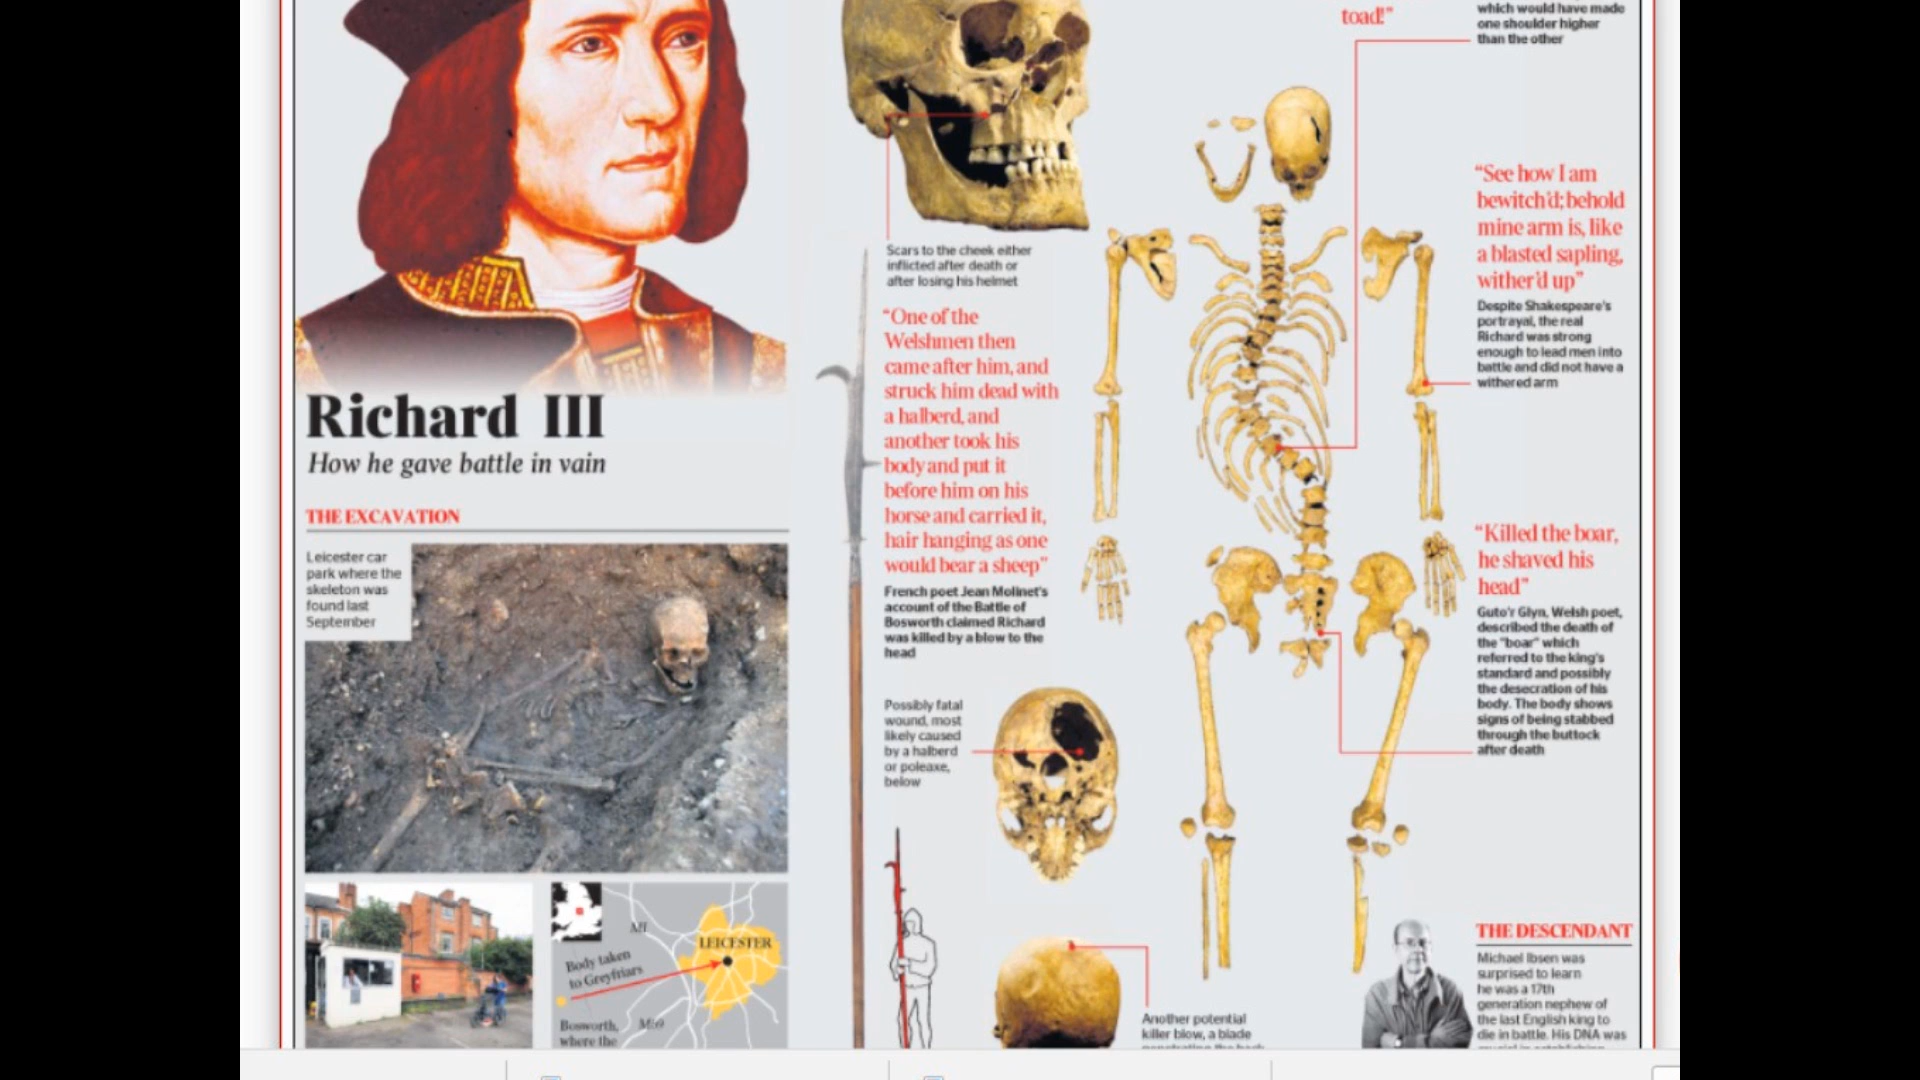 toad!”
which would have made
one shoulder higher
than the other
“See how I am
bewitch’d; behold
mine arm is, like
a blasted sapling,
wither’d up”
Despite Shakespeare's
portrayal, the real
Richard was strong
enough to lead men into
battle and did not have a
withered arm
Scars to the cheek either
inflicted after death or
after losing his helmet
“One of the
Welshmen then
came after him, and
struck him dead with
a halberd, and
another took his
body and put it
before him on his
horse and carried it,
hair hanging as one
would bear a sheep”
French poet Jean Molinet's
account of the Battle of
Bosworth claimed Richard
was killed by a blow to the
head
Richard III
How he gave battle in vain
THE EXCAVATION
Leicester car
park where the
skeleton was
found last
September
“Killed the boar,
he shaved his
head”
Guto'r Glyn, Welsh poet,
described the death of
the "boar" which
referred to the king's
standard and possibly
the desecration of his
body. The body shows
signs of being stabbed
through the buttock
after death
Possibly fatal
wound, most
likely caused
by a halberd
or poleaxe,
below
M1
LEICESTER
Body taken
to Greyfriars
Bosworth,
where the
M69
Another potential
killer blow, a blade
penetrating the back
THE DESCENDANT
Michael Ibsen was
surprised to learn
he was a 17th
generation nephew of
the last English king to
die in battle. His DNA was